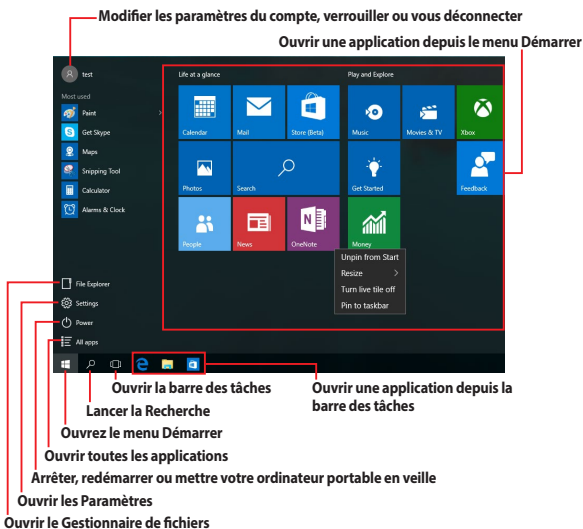 Modifier les paramètres du compte, verrouiller ou vous déconnecter
Ouvrir une application depuis le menu Démarrer
test
Life at a glance
Play and Explore
Most used
Paint
Get Skype
Maps
Snipping Tool
Calculator
Alarms & Clock
Calendar
Mail
Store (Beta)
Music
Movies & TV
Xbox
Photos
Search
Get Started
Feedback
People
News
OneNote
Money
Unpin from Start
Resize
Turn live tile off
Pin to taskbar
File Explorer
Settings
Power
All apps
Ouvrir la barre des tâches
Ouvrir une application depuis la
barre des tâches
Lancer la Recherche
Ouvrez le menu Démarrer
Ouvrir toutes les applications
Arrêter, redémarrer ou mettre votre ordinateur portable en veille
Ouvrir les Paramètres
Ouvrir le Gestionnaire de fichiers